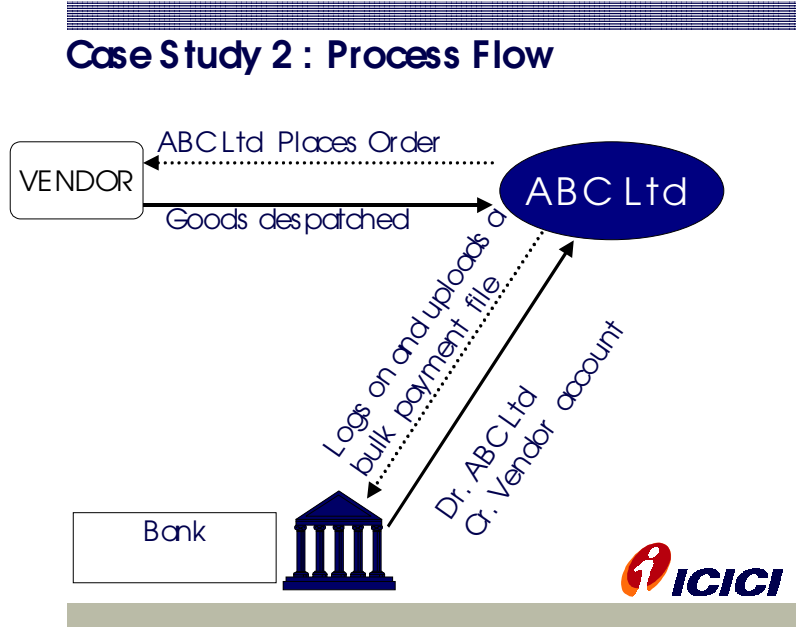 Case Study 2 : Process Flow
ABC Ltd Places Order
VENDOR
ABC Ltd
Goods despatched
Logs on and uploads a
bulk payment file
Dr. ABC Ltd
Cr. Vendor account
Bank
ICICI